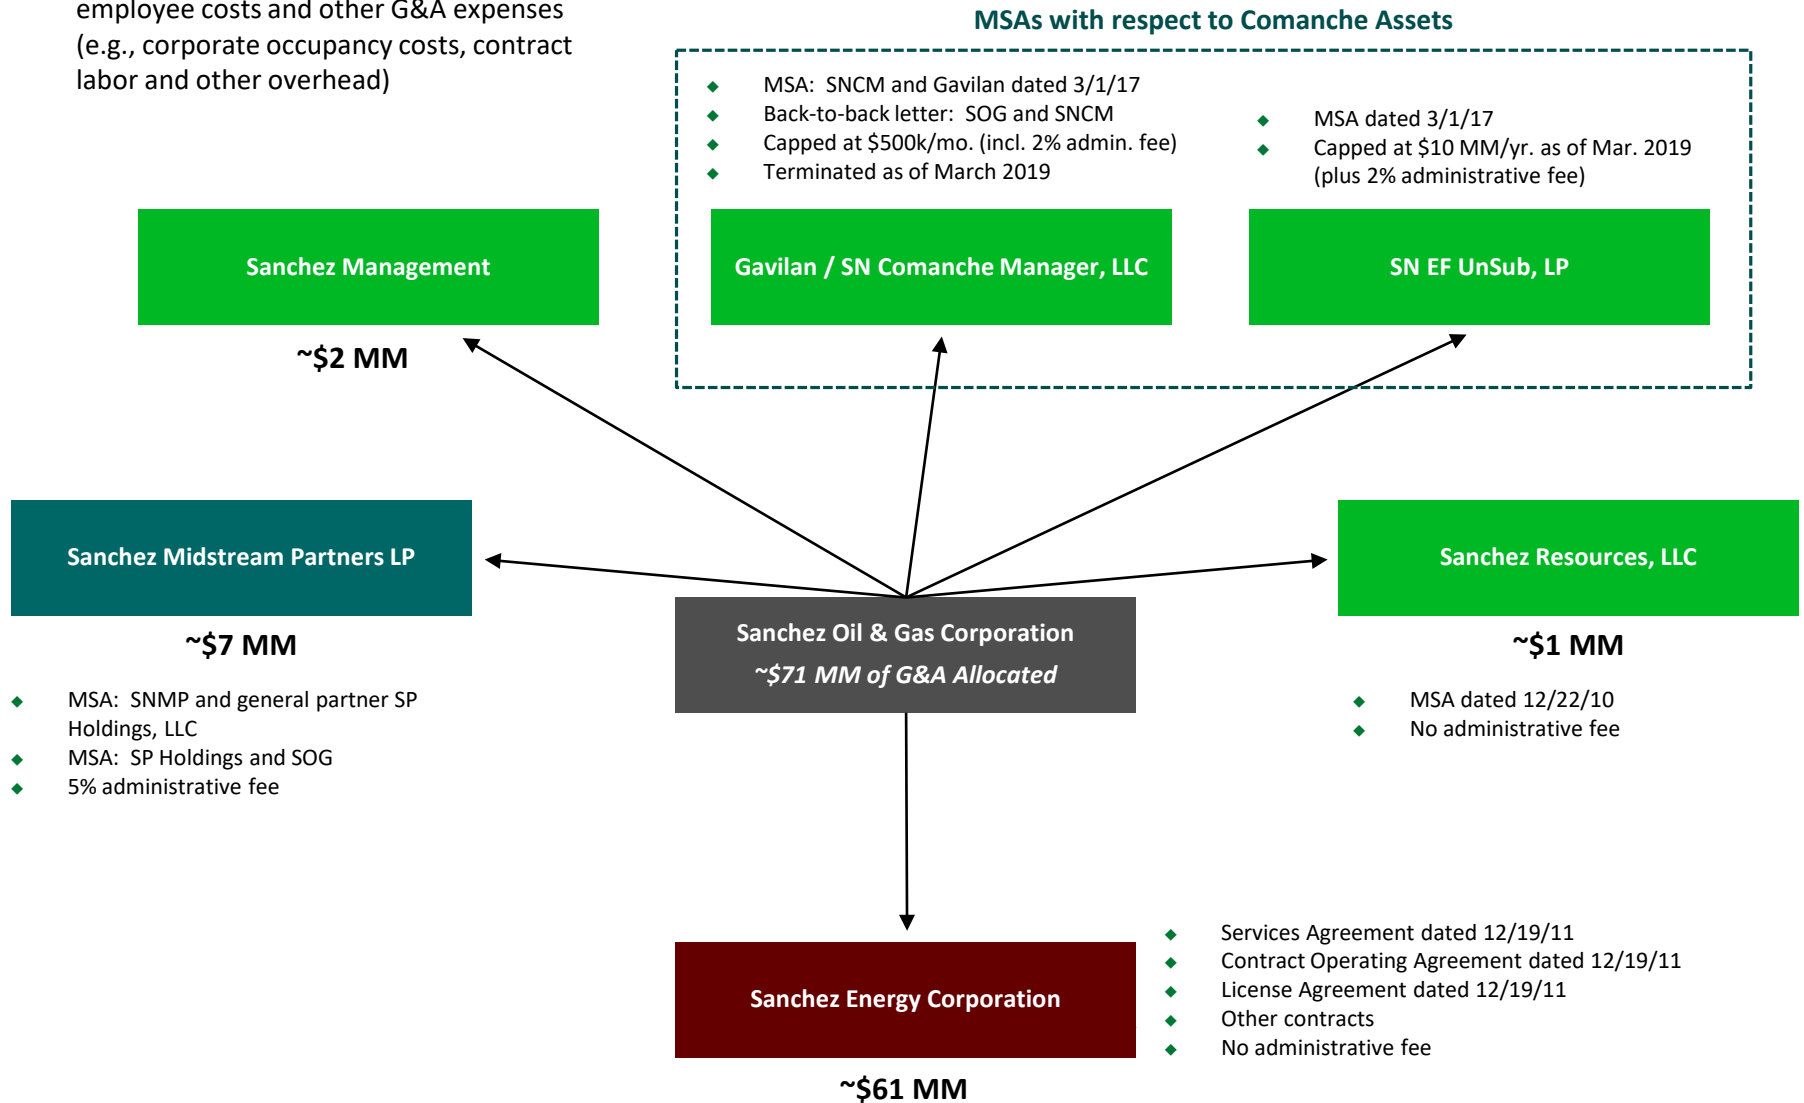 employee costs and other G&A expenses
(e.g., corporate occupancy costs, contract
labor and other overhead)
MSAs with respect to Comanche Assets
MSA: SNCM and Gavilan dated 3/1/17
Back-to-back letter: SOG and SNCM
Capped at $500k/mo. (incl. 2% admin. fee)
Terminated as of March 2019
MSA dated 3/1/17
Capped at $10 MM/yr. as of Mar. 2019
(plus 2% administrative fee)
Sanchez Management
Gavilan / SN Comanche Manager, LLC
SN EF UnSub, LP
~$2 MM
Sanchez Midstream Partners LP
Sanchez Resources, LLC
~$7 MM
Sanchez Oil & Gas Corporation
~$71 MM of G&A Allocated
~$1 MM
MSA: SNMP and general partner SP
Holdings, LLC
MSA: SP Holdings and SOG
5% administrative fee
MSA dated 12/22/10
No administrative fee
Sanchez Energy Corporation
Services Agreement dated 12/19/11
Contract Operating Agreement dated 12/19/11
License Agreement dated 12/19/11
Other contracts
No administrative fee
~$61 MM